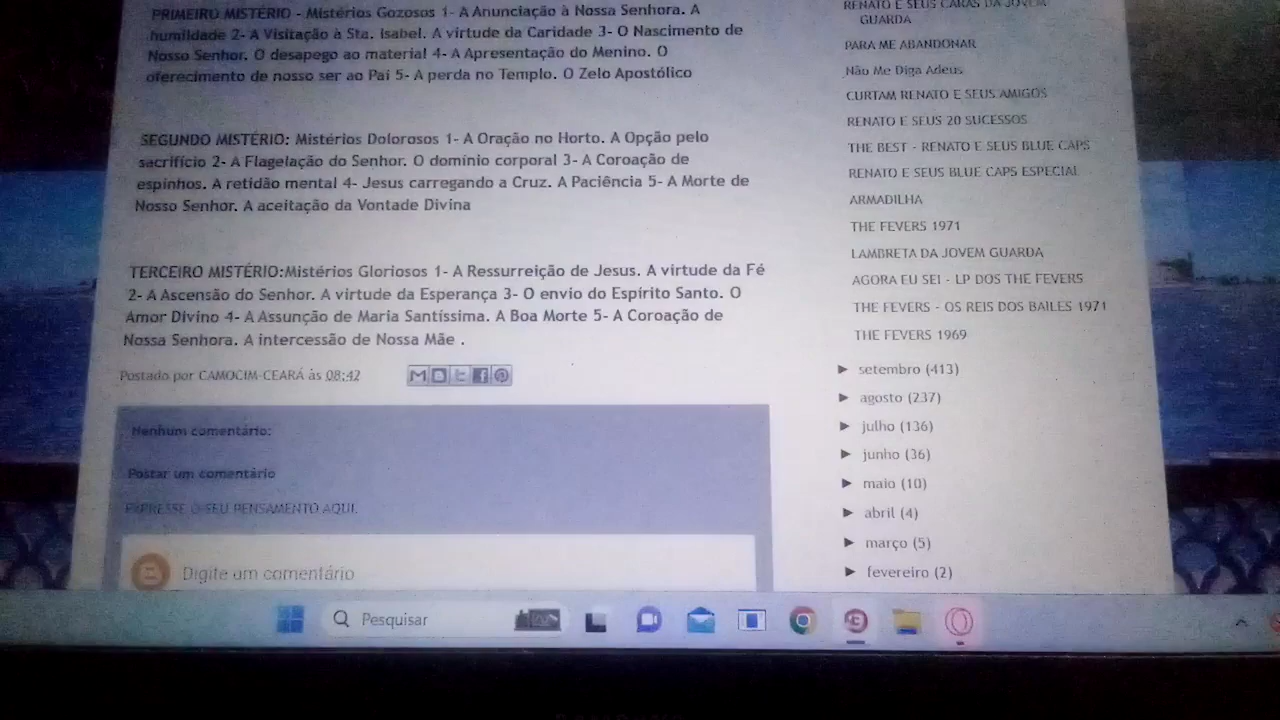 PRIMEIRO MISTÉRIO - Mistérios Gozosos 1- A Anunciação à Nossa Senhora. A
humildade 2- A Visitação à Sta. Isabel. A virtude da Caridade 3- O Nascimento de
Nosso Senhor. O desapego ao material 4- A Apresentação do Menino. O
oferecimento de nosso ser ao Pai 5- A perda no Templo. O Zelo Apostólico
SEGUNDO MISTÉRIO: Mistérios Dolorosos 1- A Oração no Horto. A Opção pelo
sacrifício 2- A Flagelação do Senhor. O domínio corporal 3- A Coroação de
espinhos. A retidão mental 4- Jesus carregando a Cruz. A Paciência 5- A Morte de
Nosso Senhor. A aceitação da Vontade Divina
TERCEIRO MISTÉRIO:Mistérios Gloriosos 1- A Ressurreição de Jesus. A virtude da Fé
2- A Ascensão do Senhor. A virtude da Esperança 3- O envio do Espírito Santo. O
Amor Divino 4- A Assunção de Maria Santíssima. A Boa Morte 5- A Coroação de
Nossa Senhora. A intercessão de Nossa Mãe .
Postado por CAMOCIM-CEARÁ às 08:42
Nenhum comentário:
Postar um comentário
EXPRESSE O SEU PENSAMENTO AQUI.
Digite um comentário
RENATO E SEUS CARAS DA JOVEM
GUARDA
PARA ME ABANDONAR
Não Me Diga Adeus
CURTAM RENATO E SEUS AMIGOS
RENATO E SEUS 20 SUCESSOS
THE BEST - RENATO E SEUS BLUE CAPS
RENATO E SEUS BLUE CAPS ESPECIAL
ARMADILHA
THE FEVERS 1971
LAMBRETA DA JOVEM GUARDA
AGORA EU SEI - LP DOS THE FEVERS
THE FEVERS - OS REIS DOS BAILES 1971
THE FEVERS 1969
► setembro (413)
► agosto (237)
► julho (136)
► junho (36)
► maio (10)
► abril (4)
► março (5)
► fevereiro (2)
Pesquisar